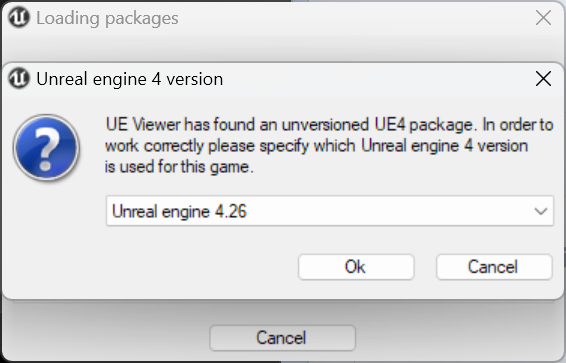 Loading packages
Unreal engine 4 version
UE Viewer has found an unversioned UE4 package. In order to
work correctly please specify which Unreal engine 4 version
is used for this game.
Unreal engine 4.26
Ok Cancel
Cancel